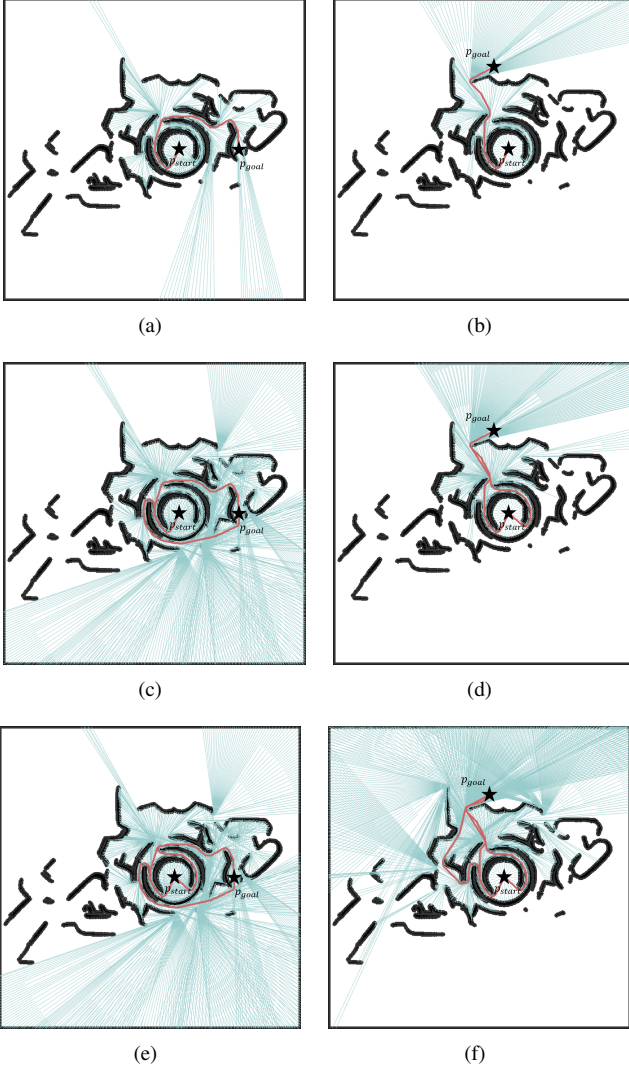 p_goal
p_start
p_goal
p_start
(a)
(b)
p_goal
p_start
p_goal
p_start
(c)
(d)
p_goal
p_start
p_goal
p_start
(e)
(f)